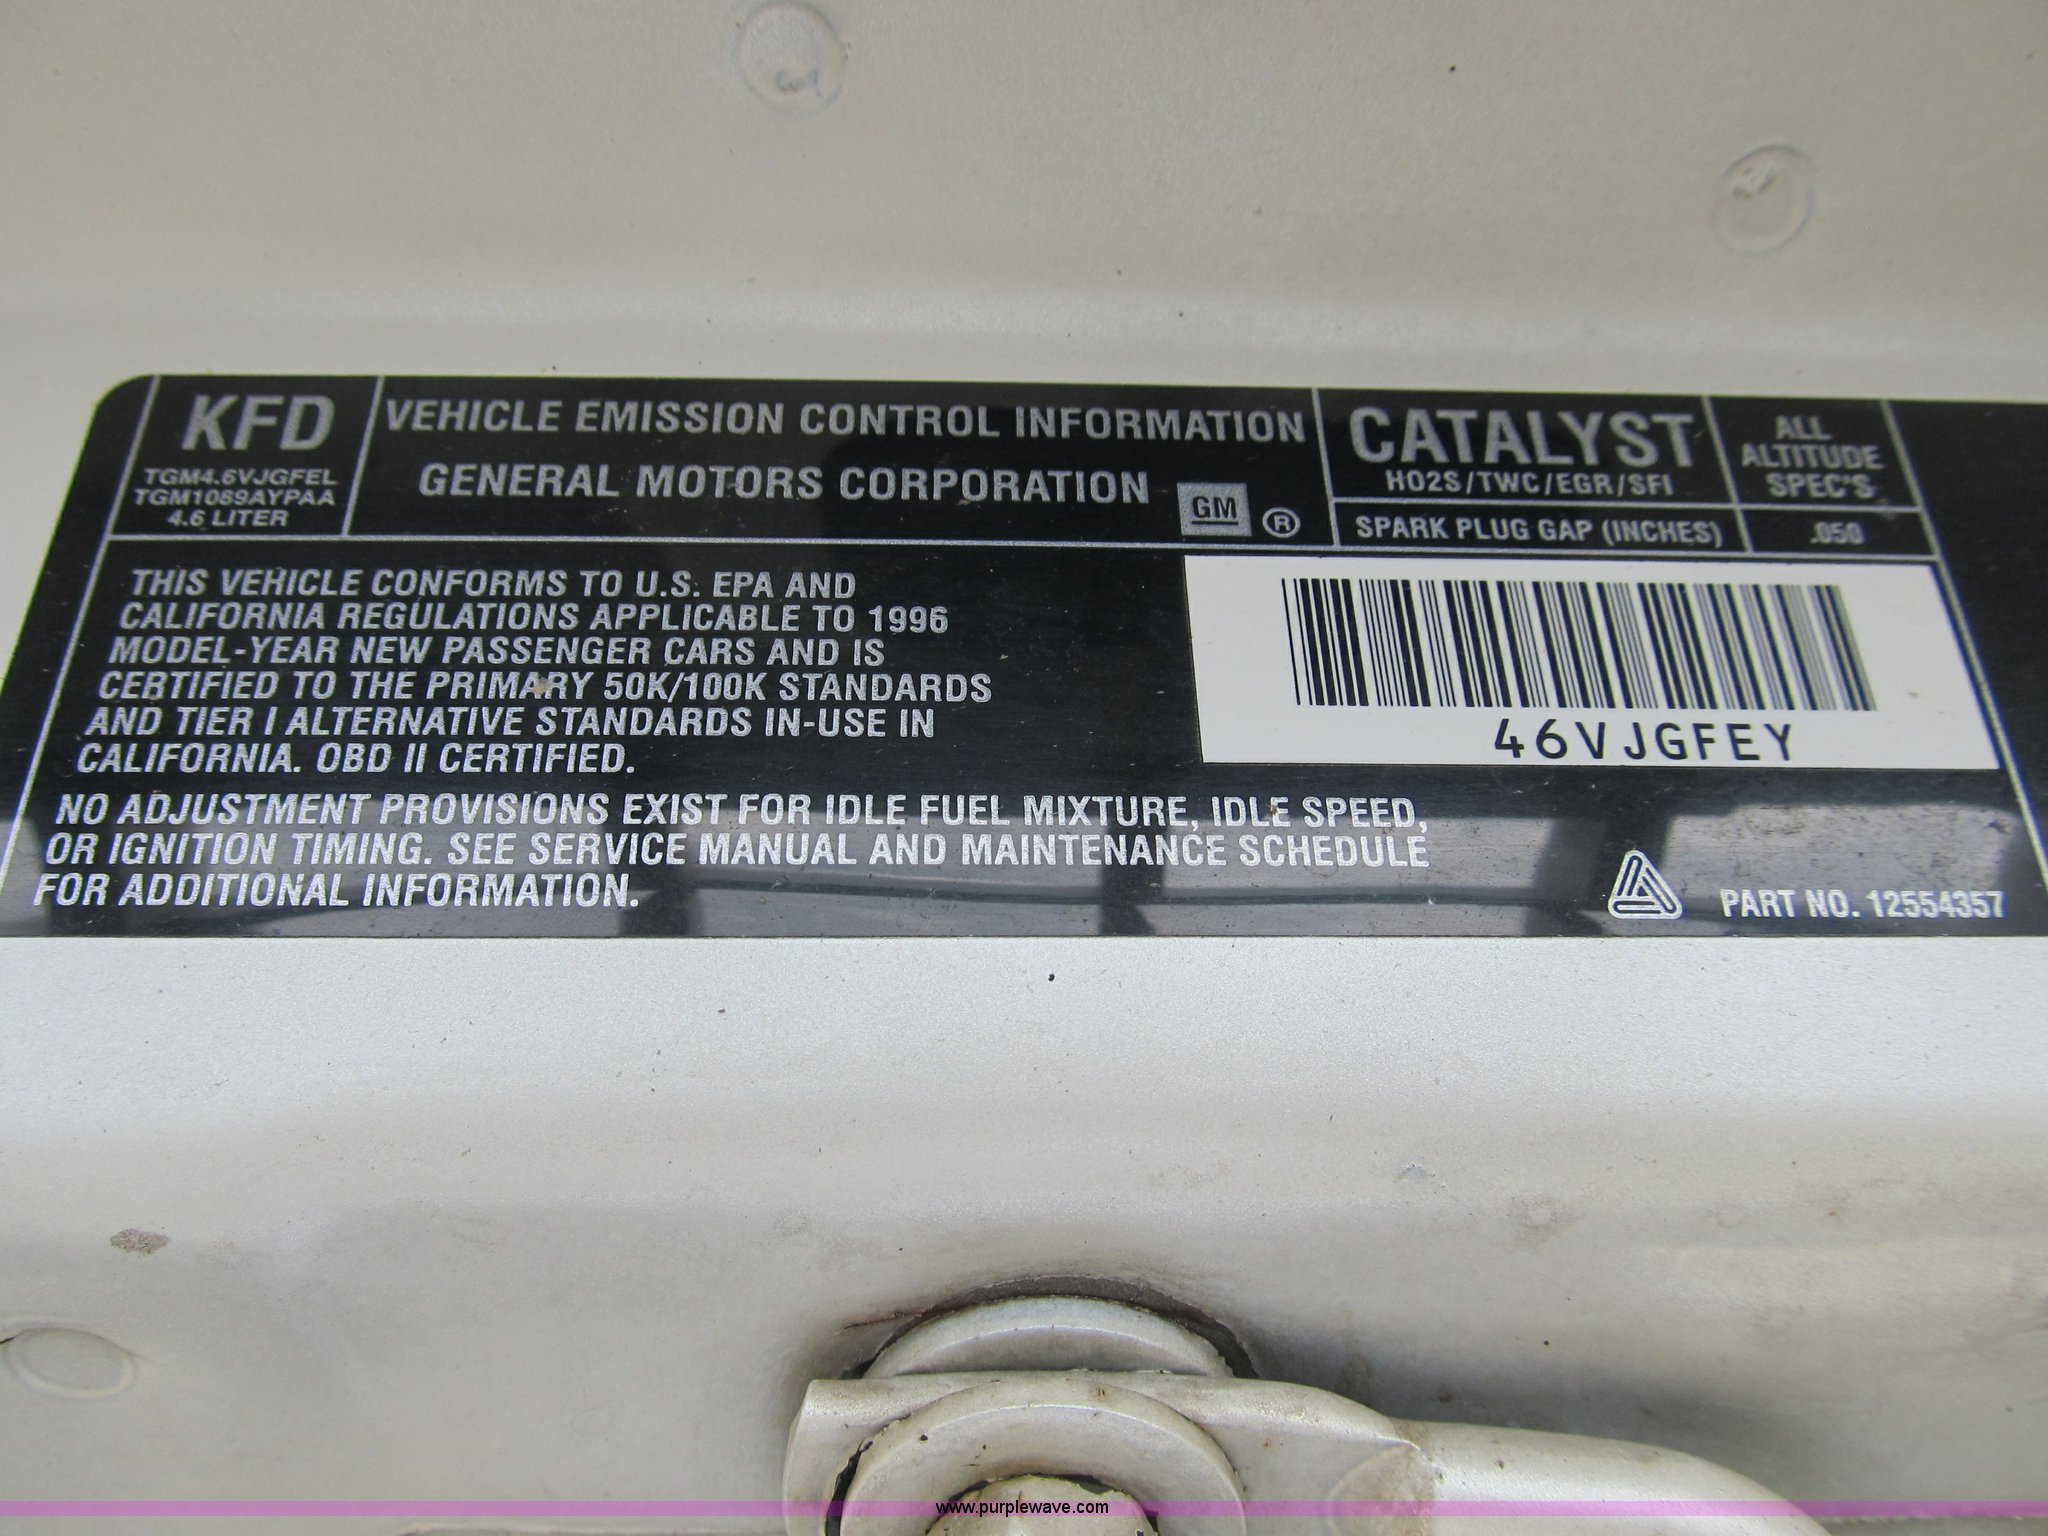 KFD
TGM4.6VJGFEL
TGM1089AYPAA
4.6 LITER
VEHICLE EMISSION CONTROL INFORMATION
GENERAL MOTORS CORPORATION
GM ®
CATALYST
HO2S/TWC/EGR/SFI
ALL
ALTITUDE
SPEC'S
SPARK PLUG GAP (INCHES)
.050
THIS VEHICLE CONFORMS TO U.S. EPA AND
CALIFORNIA REGULATIONS APPLICABLE TO 1996
MODEL-YEAR NEW PASSENGER CARS AND IS
CERTIFIED TO THE PRIMARY 50K/100K STANDARDS
AND TIER I ALTERNATIVE STANDARDS IN-USE IN
CALIFORNIA. OBD II CERTIFIED.
46VJGFEY
NO ADJUSTMENT PROVISIONS EXIST FOR IDLE FUEL MIXTURE, IDLE SPEED,
OR IGNITION TIMING. SEE SERVICE MANUAL AND MAINTENANCE SCHEDULE
FOR ADDITIONAL INFORMATION.
PART NO. 12554357
www.purplewave.com